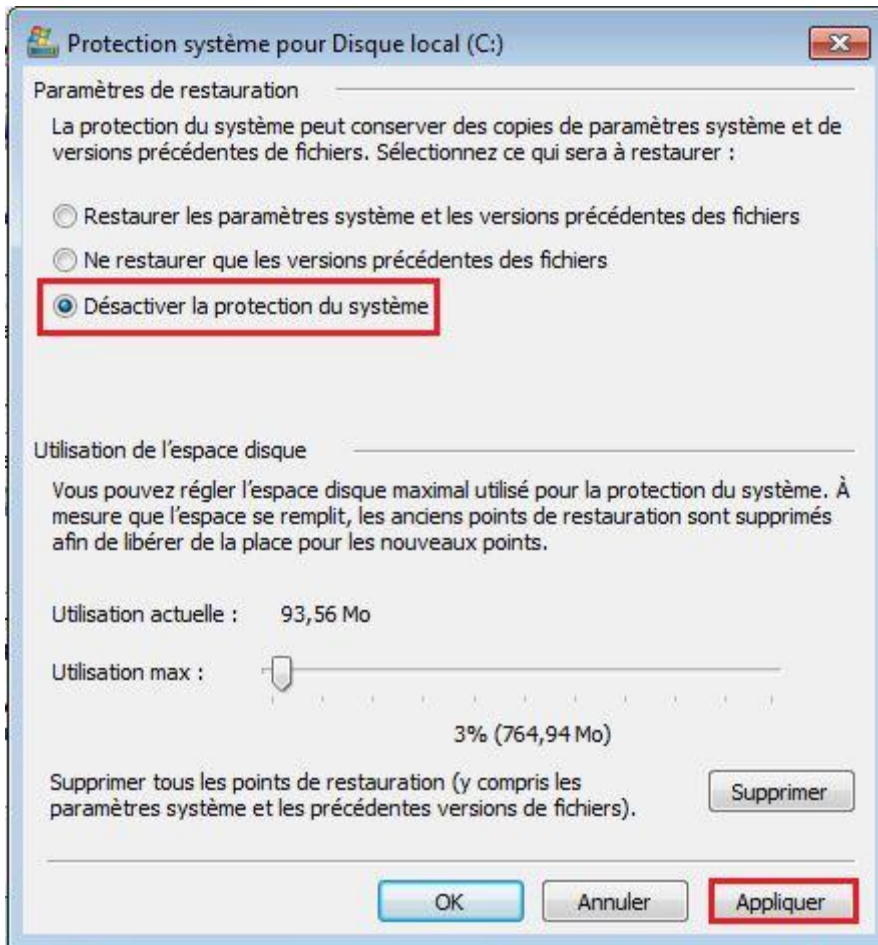 Protection système pour Disque local (C:)
Paramètres de restauration
La protection du système peut conserver des copies de paramètres système et de
versions précédentes de fichiers. Sélectionnez ce qui sera à restaurer :
Restaurer les paramètres système et les versions précédentes des fichiers
Ne restaurer que les versions précédentes des fichiers
Désactiver la protection du système
Utilisation de l’espace disque
Vous pouvez régler l’espace disque maximal utilisé pour la protection du système. À
mesure que l’espace se remplit, les anciens points de restauration sont supprimés
afin de libérer de la place pour les nouveaux points.
Utilisation actuelle : 93,56 Mo
Utilisation max :
3% (764,94 Mo)
Supprimer tous les points de restauration (y compris les
paramètres système et les précédentes versions de fichiers).
Supprimer
OK Annuler Appliquer